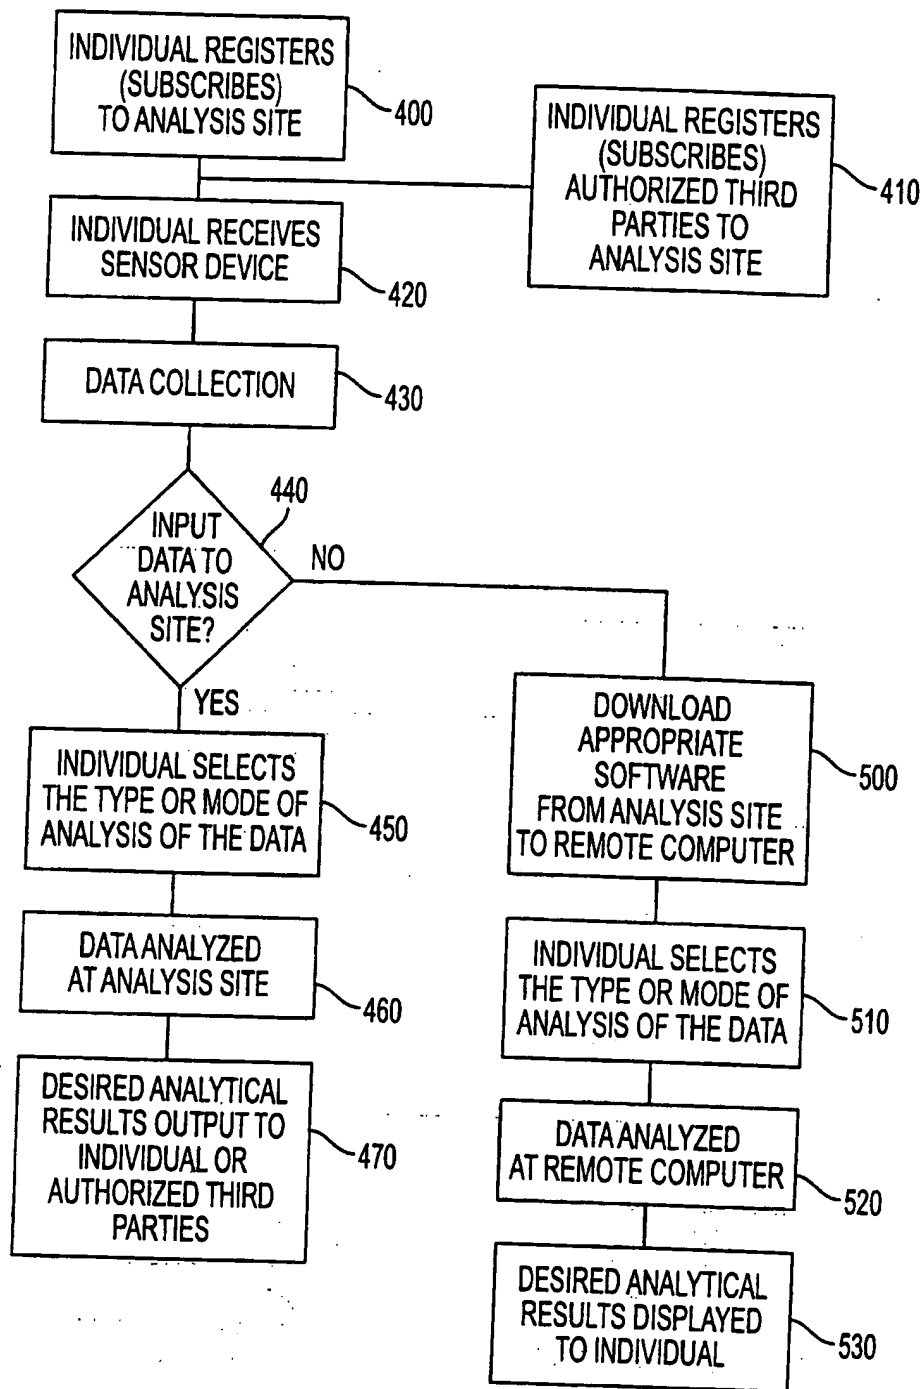 INDIVIDUAL REGISTERS
(SUBSCRIBES)
TO ANALYSIS SITE
400
INDIVIDUAL REGISTERS
(SUBSCRIBES)
AUTHORIZED THIRD
PARTIES TO
ANALYSIS SITE
410
INDIVIDUAL RECEIVES
SENSOR DEVICE
420
DATA COLLECTION
430
440
INPUT
DATA TO
ANALYSIS
SITE?
NO
YES
INDIVIDUAL SELECTS
THE TYPE OR MODE OF
ANALYSIS OF THE DATA
450
DATA ANALYZED
AT ANALYSIS SITE
460
DESIRED ANALYTICAL
RESULTS OUTPUT TO
INDIVIDUAL OR
AUTHORIZED THIRD
PARTIES
470
DOWNLOAD
APPROPRIATE
SOFTWARE
FROM ANALYSIS SITE
TO REMOTE COMPUTER
500
INDIVIDUAL SELECTS
THE TYPE OR MODE OF
ANALYSIS OF THE DATA
510
DATA ANALYZED
AT REMOTE COMPUTER
520
DESIRED ANALYTICAL
RESULTS DISPLAYED
TO INDIVIDUAL
530